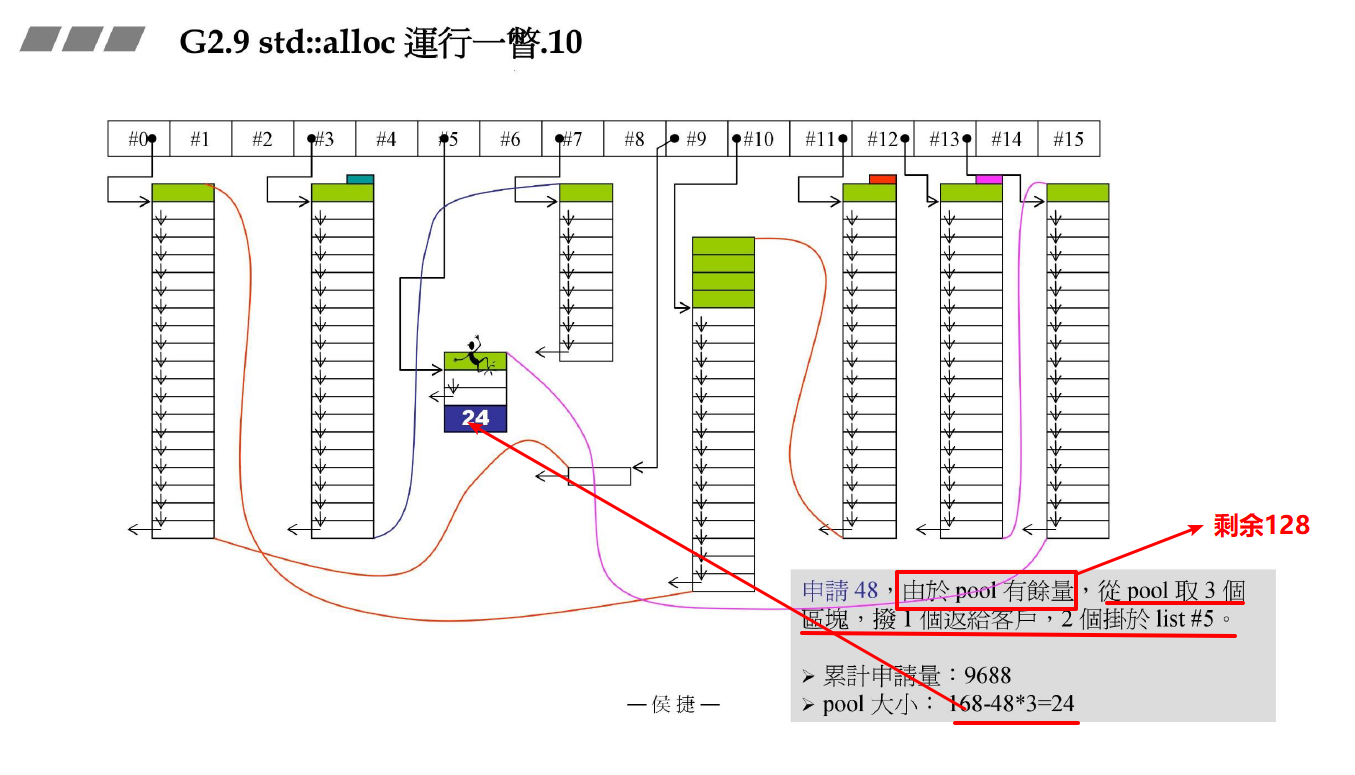 G2.9 std::alloc 運行一瞥.10
#0 #1 #2 #3 #4 #5 #6 #7 #8 #9 #10 #11 #12 #13 #14 #15
24
剩余128
申請 48，由於 pool 有餘量，從 pool 取 3 個
區塊，撥 1 個返給客戶，2 個掛於 list #5。
➢ 累計申請量：9688
➢ pool 大小： 168-48*3=24
— 侯 捷 —